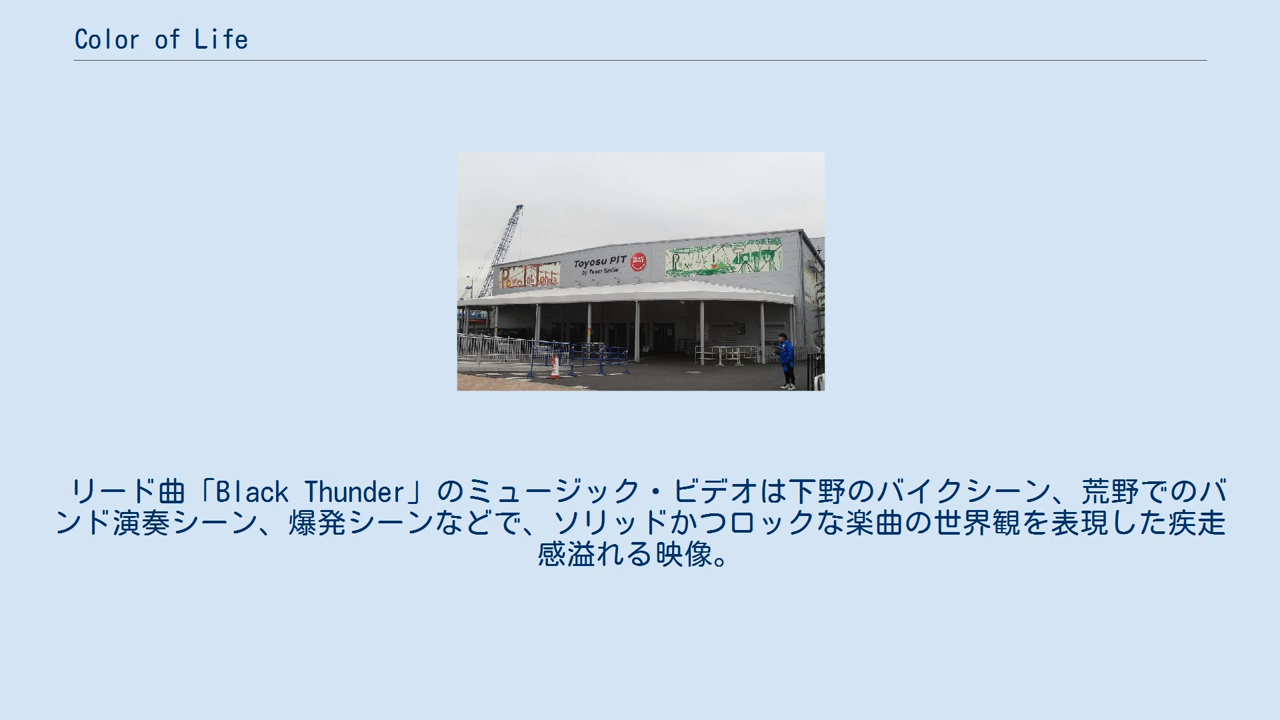 Color of Life
Toyosu PIT
by Team Smile
リード曲「Black Thunder」のミュージック・ビデオは下野のバイクシーン、荒野でのバ
ンド演奏シーン、爆発シーンなどで、ソリッドかつロックな楽曲の世界観を表現した疾走
感溢れる映像。